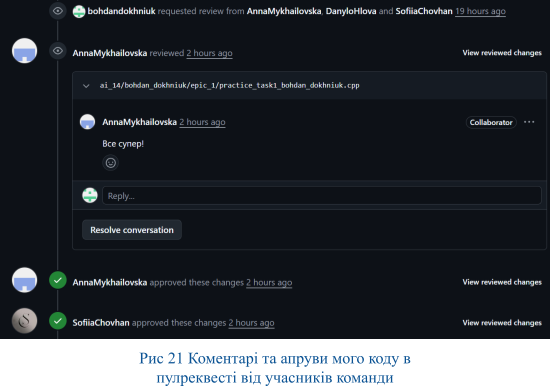 bohdandokhniuk requested review from AnnaMykhailovska, DanyloHlova and SofiiaChovhan 19 hours ago
AnnaMykhailovska reviewed 2 hours ago View reviewed changes
ai_14/bohdan_dokhniuk/epic_1/practice_task1_bohdan_dokhniuk.cpp
AnnaMykhailovska 2 hours ago Collaborator ...
Все супер!
Reply...
Resolve conversation
AnnaMykhailovska approved these changes 2 hours ago View reviewed changes
SofiiaChovhan approved these changes 2 hours ago View reviewed changes
Рис 21 Коментарі та апруви мого коду в
пулреквесті від учасників команди